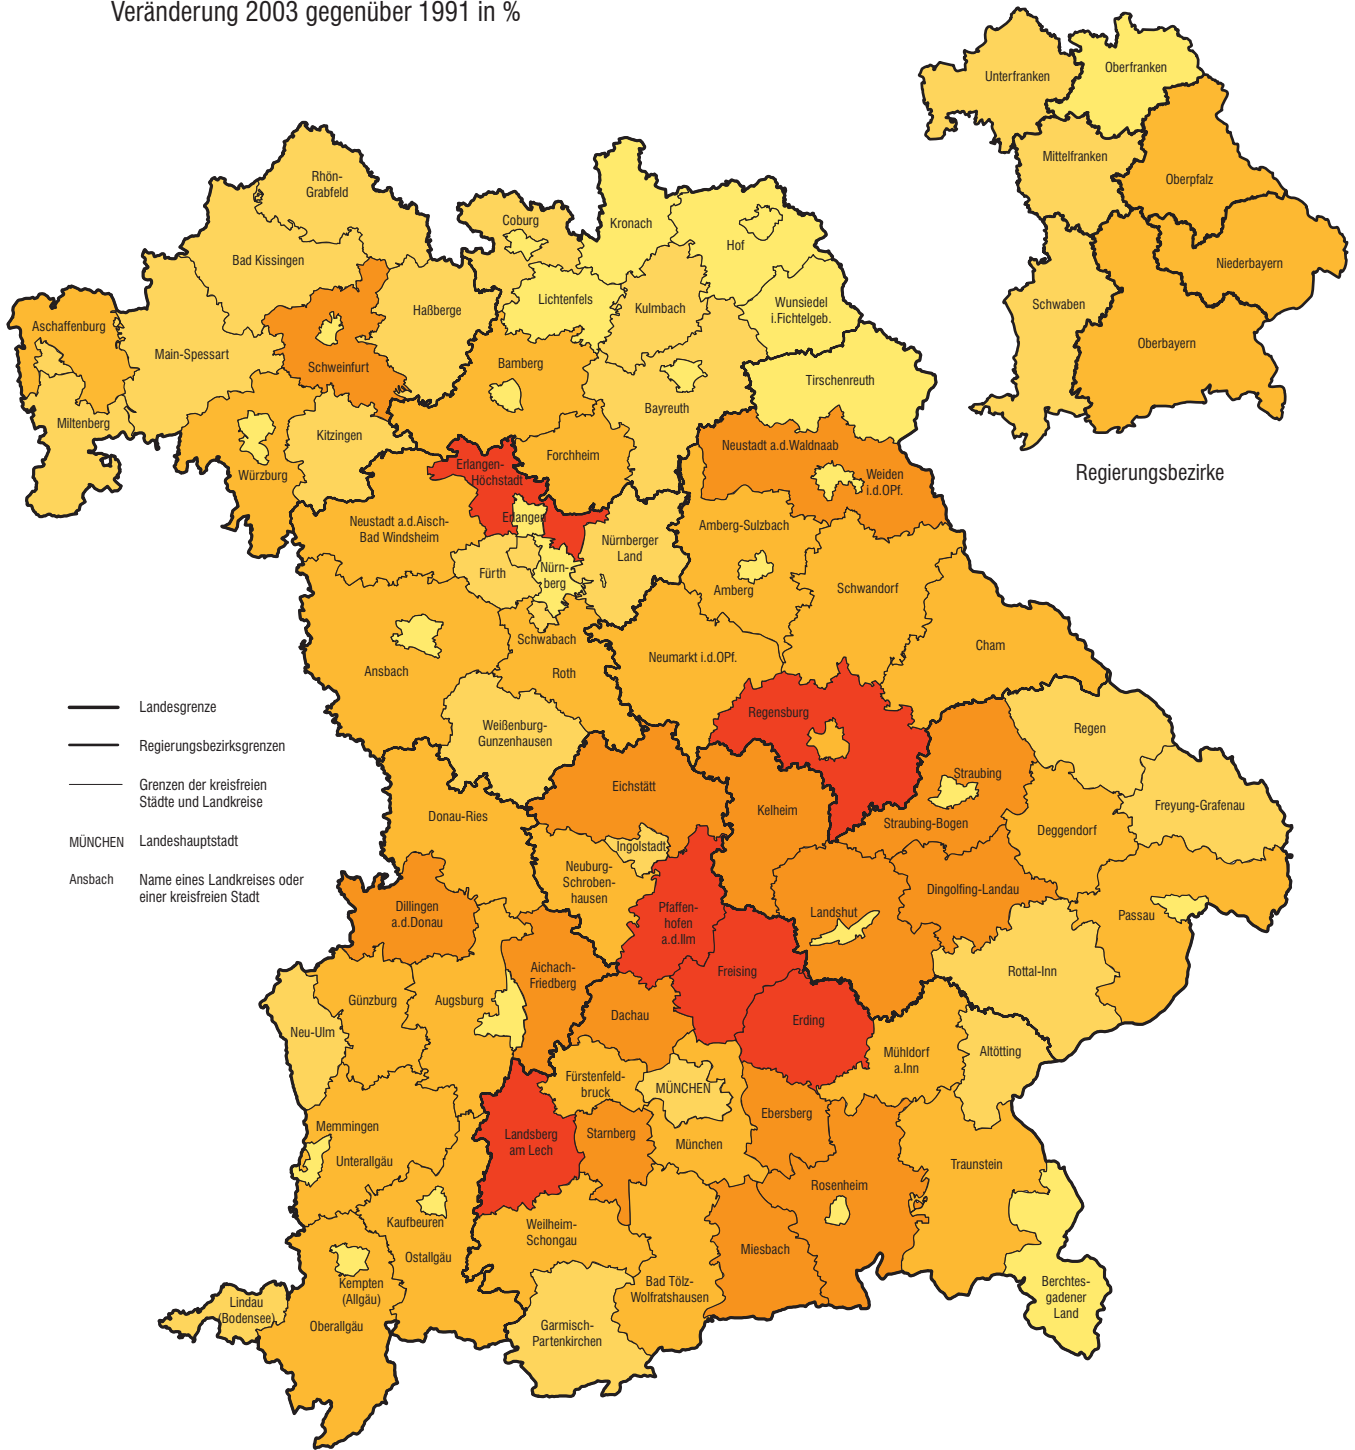 Veränderung 2003 gegenüber 1991 in %
Unterfranken
Oberfranken
Mittelfranken
Oberpfalz
Niederbayern
Schwaben
Oberbayern
Regierungsbezirke
Rhön-
Grabfeld
Coburg
Kronach
Hof
Bad Kissingen
Lichtenfels
Kulmbach
Wunsiedel
i.Fichtelgeb.
Haßberge
Aschaffenburg
Main-Spessart
Schweinfurt
Bamberg
Tirschenreuth
Bayreuth
Miltenberg
Kitzingen
Neustadt a.d.Waldnaab
Forchheim
Erlangen-
Höchstadt
Würzburg
Weiden
i.d.OPf.
Erlangen
Neustadt a.d.Aisch-
Bad Windsheim
Amberg-Sulzbach
Nürnberger
Land
Fürth
Nürn-
berg
Amberg
Schwandorf
Schwabach
Neumarkt i.d.OPf.
Cham
Ansbach
Roth
Regensburg
Weißenburg-
Gunzenhausen
Regen
Straubing
Eichstätt
Kelheim
Freyung-Grafenau
Donau-Ries
Straubing-Bogen
Deggendorf
Ingolstadt
Neuburg-
Schroben-
hausen
Dingolfing-Landau
Dillingen
a.d.Donau
Pfaffen-
hofen
a.d.Ilm
Landshut
Passau
Aichach-
Friedberg
Freising
Rottal-Inn
Günzburg
Augsburg
Dachau
Erding
Neu-Ulm
Mühldorf
a.Inn
Altötting
Fürstenfeld-
bruck
MÜNCHEN
Ebersberg
Memmingen
Landsberg
am Lech
Starnberg
München
Unterallgäu
Traunstein
Rosenheim
Kaufbeuren
Weilheim-
Schongau
Miesbach
Ostallgäu
Kempten
(Allgäu)
Bad Tölz-
Wolfratshausen
Berchtes-
gadener
Land
Lindau
(Bodensee)
Oberallgäu
Garmisch-
Partenkirchen
Landesgrenze
Regierungsbezirksgrenzen
Grenzen der kreisfreien
Städte und Landkreise
MÜNCHEN Landeshauptstadt
Ansbach Name eines Landkreises oder
einer kreisfreien Stadt